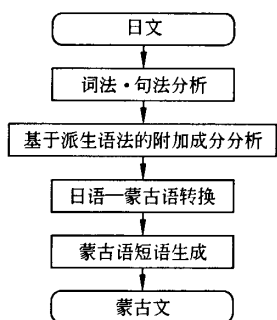 日文
词法·句法分析
基于派生语法的附加成分分析
日语—蒙古语转换
蒙古语短语生成
蒙古文